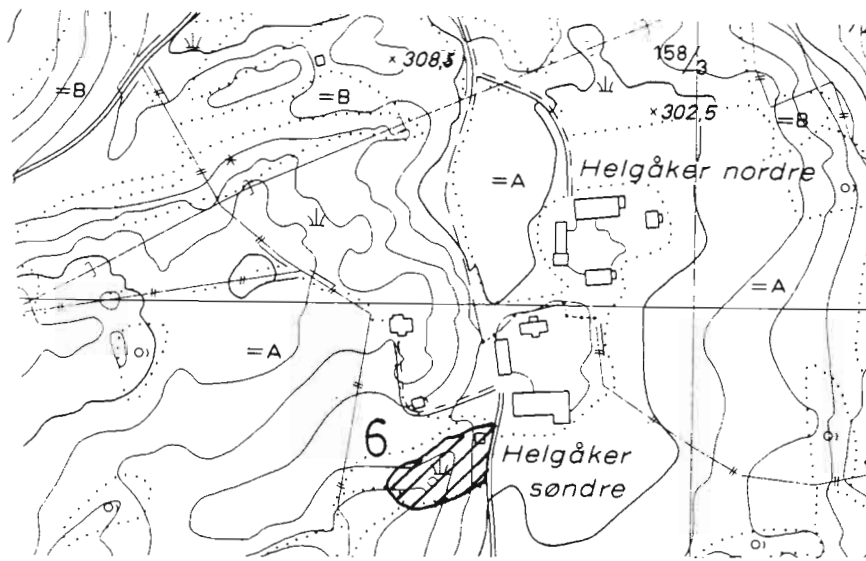 158/3
308,5
=B
=B
302,5
=B
Helgåker nordre
=A
=A
=A
6
Helgåker
søndre